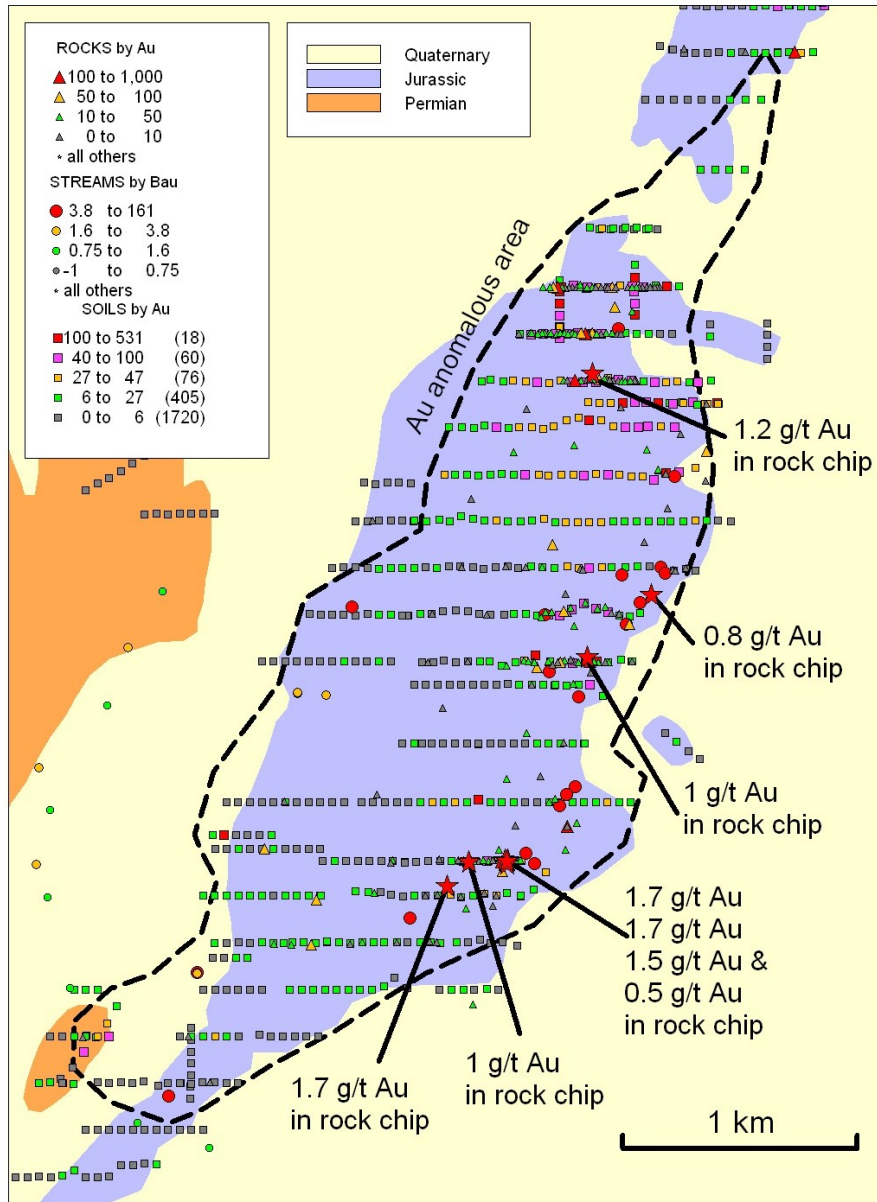 ROCKS by Au
100 to 1,000
50 to 100
10 to 50
0 to 10
* all others
STREAMS by Bau
3.8 to 161
1.6 to 3.8
0.75 to 1.6
-1 to 0.75
* all others
SOILS by Au
100 to 531 (18)
40 to 100 (60)
27 to 47 (76)
6 to 27 (405)
0 to 6 (1720)
Quaternary
Jurassic
Permian
Au anomalous area
1.2 g/t Au
in rock chip
0.8 g/t Au
in rock chip
1 g/t Au
in rock chip
1.7 g/t Au
1.7 g/t Au
1.5 g/t Au &
0.5 g/t Au
in rock chip
1.7 g/t Au
in rock chip
1 g/t Au
in rock chip
1 km